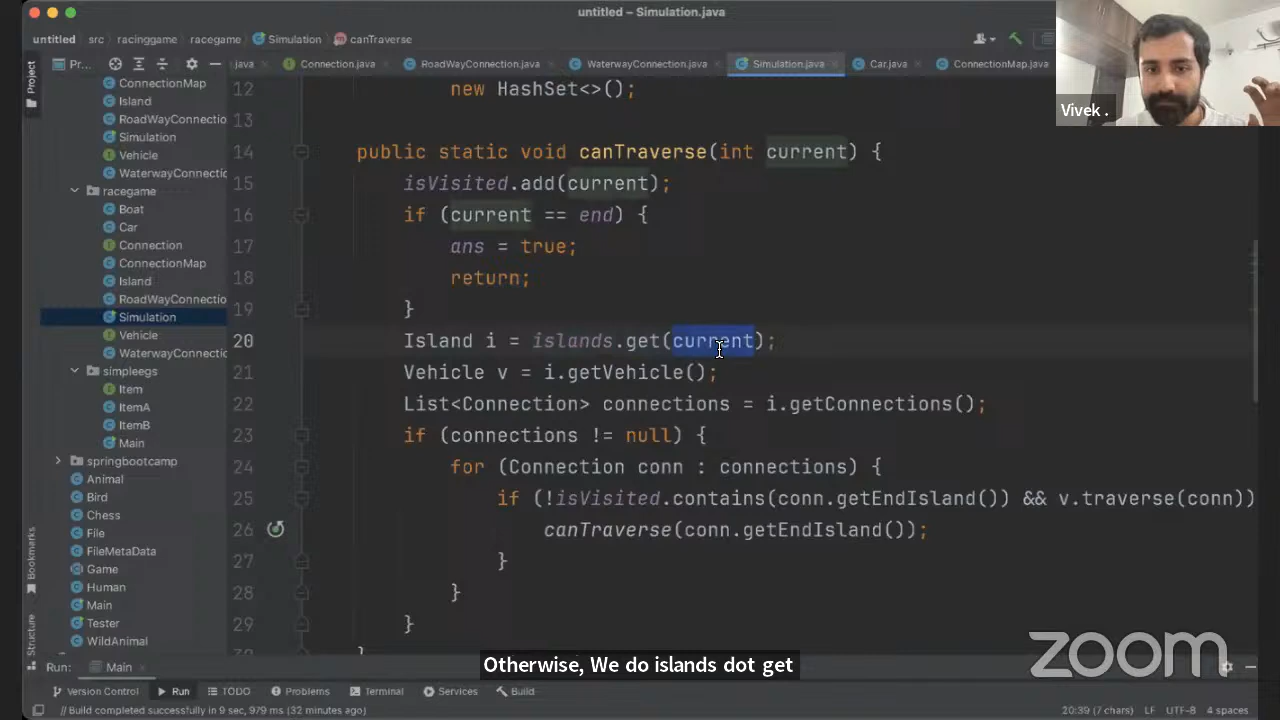 untitled – Simulation.java
untitled src racinggame racegame Simulation canTraverse
Project
Pr...
java Connection.java RoadWayConnection.java WaterwayConnection.java Simulation.java Car.java ConnectionMap.java
ConnectionMap
Island
RoadWayConnectio
Simulation
Vehicle
WaterwayConnectio
racegame
Boat
Car
Connection
ConnectionMap
Island
RoadWayConnectio
Simulation
Vehicle
WaterwayConnectio
simpleegs
Item
ItemA
ItemB
Main
springbootcamp
Animal
Bird
Chess
File
FileMetaData
Game
Human
Main
Tester
WildAnimal
Bookmarks
Structure
12 new HashSet<>();
13
14 public static void canTraverse(int current) {
15 isVisited.add(current);
16 if (current == end) {
17 ans = true;
18 return;
19 }
20 Island i = islands.get(current);
21 Vehicle v = i.getVehicle();
22 List<Connection> connections = i.getConnections();
23 if (connections != null) {
24 for (Connection conn : connections) {
25 if (!isVisited.contains(conn.getEndIsland()) && v.traverse(conn))
26 canTraverse(conn.getEndIsland());
27 }
28 }
29 }
}
Vivek .
zoom
Otherwise, We do islands dot get
Run: Main
Version Control Run TODO Problems Terminal Services Build
// Build completed successfully in 9 sec, 979 ms (32 minutes ago) 20:39 (7 chars) LF UTF-8 4 spaces